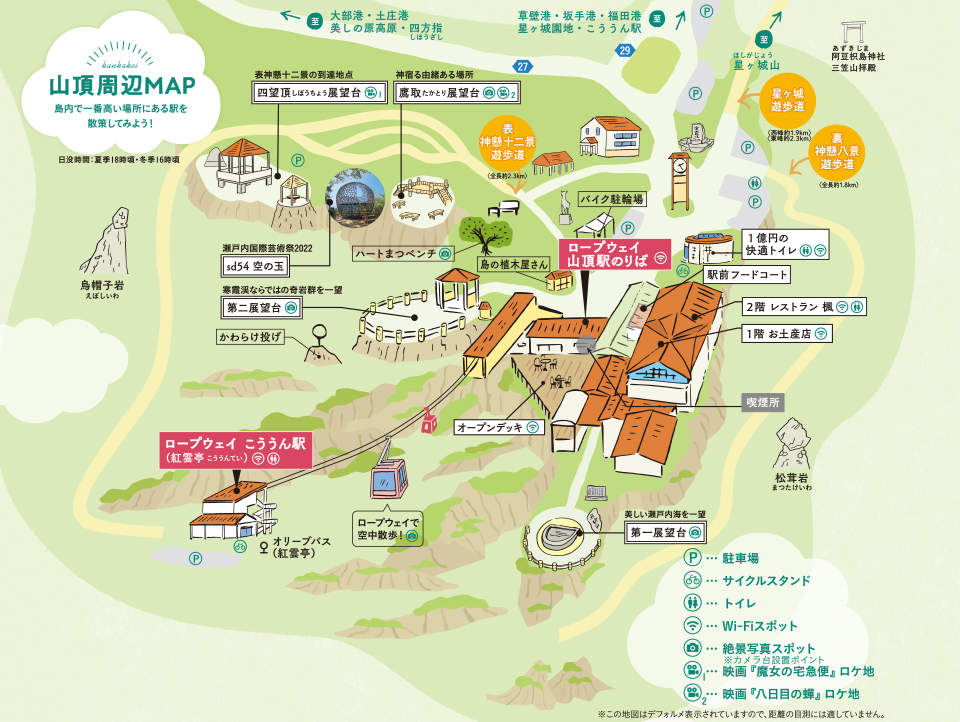 kankakei
山頂周辺MAP
島内で一番高い場所にある駅を
散策してみよう!
日没時間:夏季18時頃・冬季16時頃
至
大部港・土庄港
美しの原高原・四方指
しほうざし
草壁港・坂手港・福田港
星ヶ城園地・こううん駅
至
至
ほしがじょう
星ヶ城山
あずきじま
阿豆枳島神社
三笠山拝殿
27
29
P
P
P
P
P
P
P
表神懸十二景の到達地点
四望頂しぼうちょう展望台 1
神宿る由緒ある場所
鷹取たかとり展望台 2
表
神懸十二景
遊歩道
(全長約2.3km)
星ヶ城
遊歩道
(西峰約1.9km)
(東峰約2.3km)
裏
神懸八景
遊歩道
(全長約1.8km)
バイク駐輪場
烏帽子岩
えぼしいわ
瀬戸内国際芸術祭2022
sd54 空の玉
ハートまつベンチ
島の植木屋さん
ロープウェイ
山頂駅のりば
1億円の
快適トイレ
駅前フードコート
寒霞渓ならではの奇岩群を一望
第二展望台
かわらけ投げ
2階 レストラン 楓
1階 お土産店
喫煙所
オープンデッキ
ロープウェイ こううん駅
(紅雲亭こううんてい)
松茸岩
まつたけいわ
ロープウェイで
空中散歩!
オリーブバス
(紅雲亭)
美しい瀬戸内海を一望
第一展望台
P … 駐車場
… サイクルスタンド
… トイレ
… Wi-Fiスポット
… 絶景写真スポット
※カメラ台設置ポイント
1 … 映画『魔女の宅急便』ロケ地
2 … 映画『八日目の蝉』ロケ地
※この地図はデフォルメ表示されていますので、距離の目測には適していません。